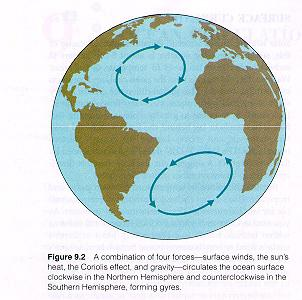 Figure 9.2 A combination of four forces—surface winds, the sun's
heat, the Coriolis effect, and gravity—circulates the ocean surface
clockwise in the Northern Hemisphere and counterclockwise in the
Southern Hemisphere, forming gyres.